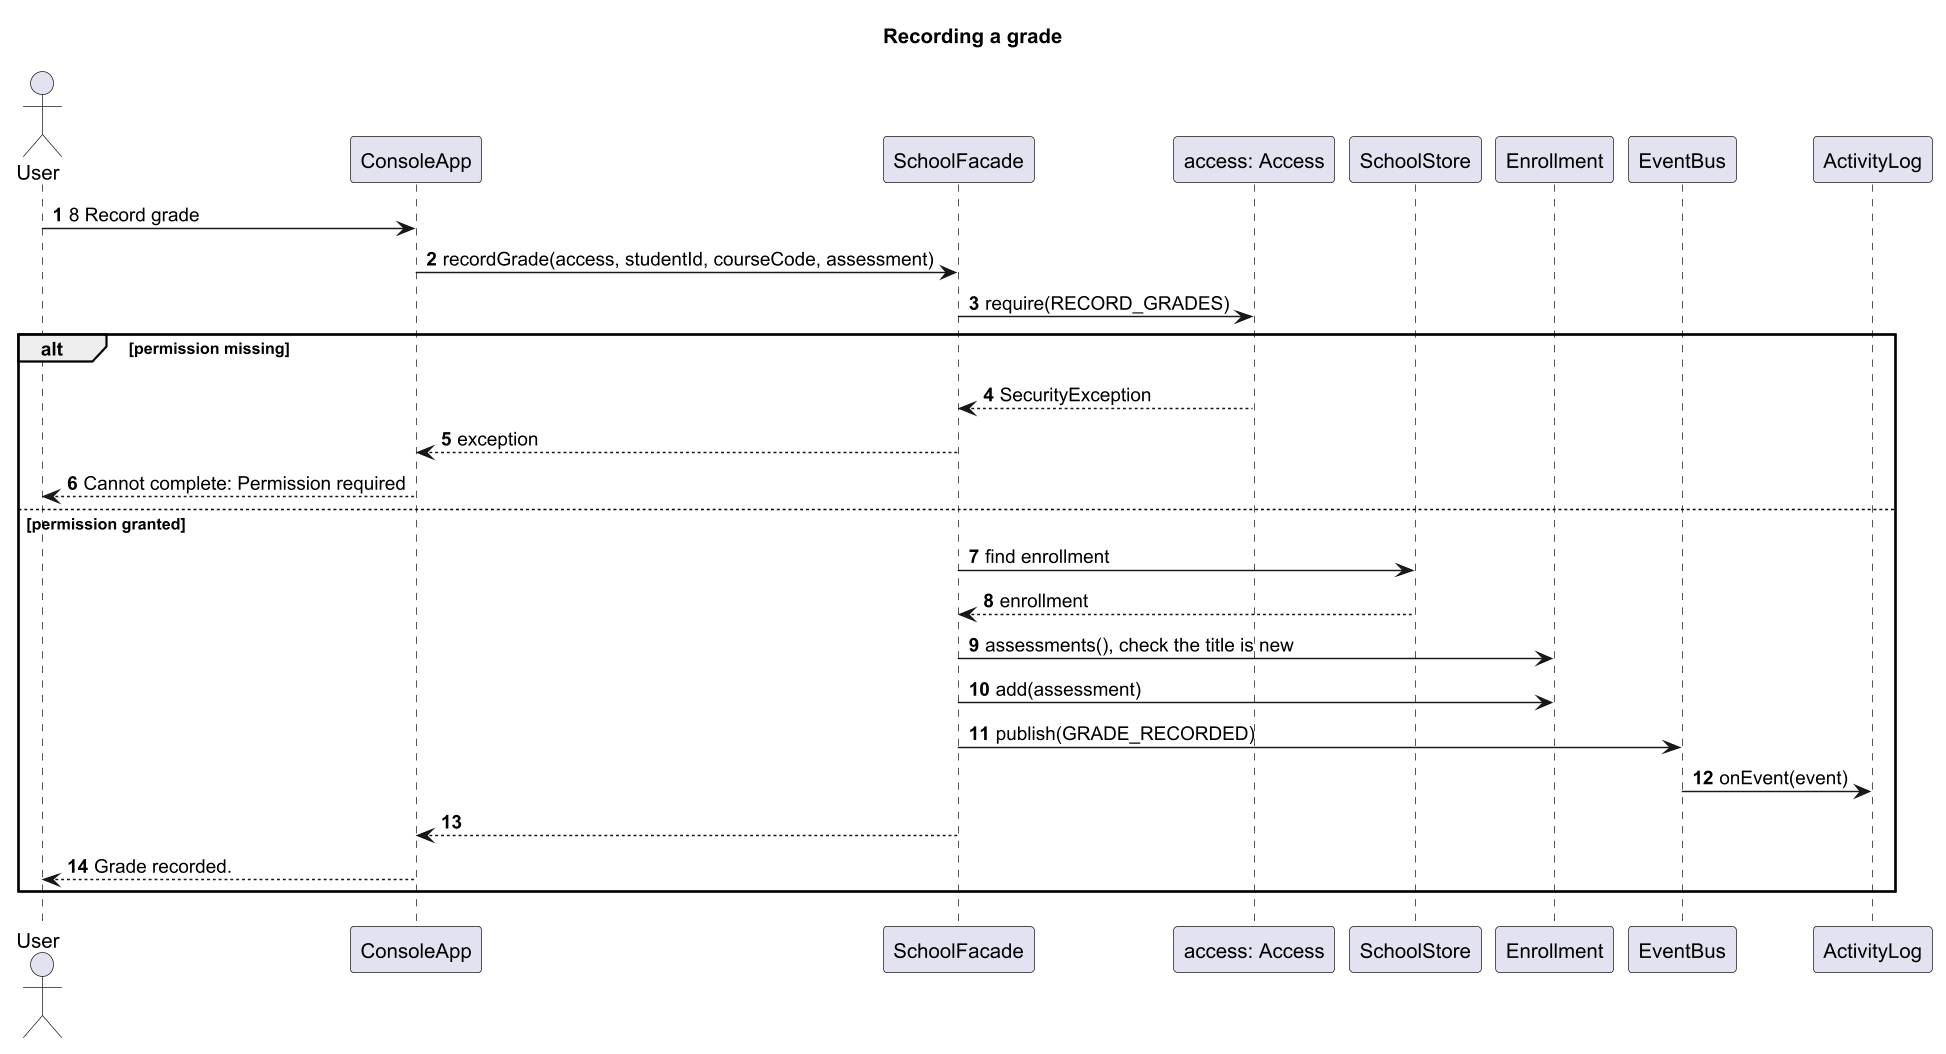 Recording a grade
User
ConsoleApp
SchoolFacade
access: Access
SchoolStore
Enrollment
EventBus
ActivityLog
1 8 Record grade
2 recordGrade(access, studentId, courseCode, assessment)
3 require(RECORD_GRADES)
alt [permission missing]
4 SecurityException
5 exception
6 Cannot complete: Permission required
[permission granted]
7 find enrollment
8 enrollment
9 assessments(), check the title is new
10 add(assessment)
11 publish(GRADE_RECORDED)
12 onEvent(event)
13
14 Grade recorded.
User
ConsoleApp
SchoolFacade
access: Access
SchoolStore
Enrollment
EventBus
ActivityLog